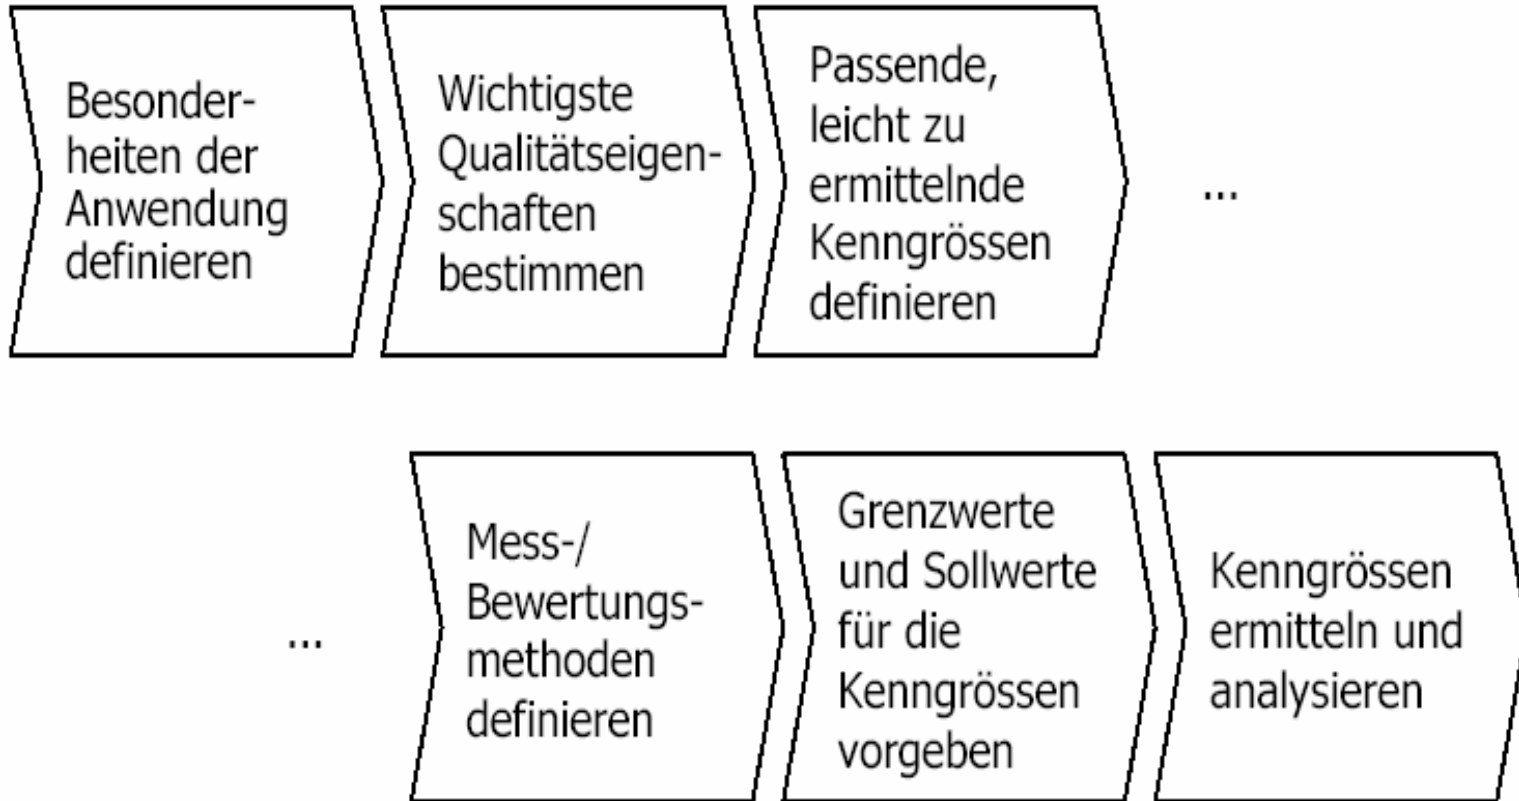 Besonder-
heiten der
Anwendung
definieren
Wichtigste
Qualitätseigen-
schaften
bestimmen
Passende,
leicht zu
ermittelnde
Kenngrössen
definieren
...
...
Mess-/
Bewertungs-
methoden
definieren
Grenzwerte
und Sollwerte
für die
Kenngrössen
vorgeben
Kenngrössen
ermitteln und
analysieren